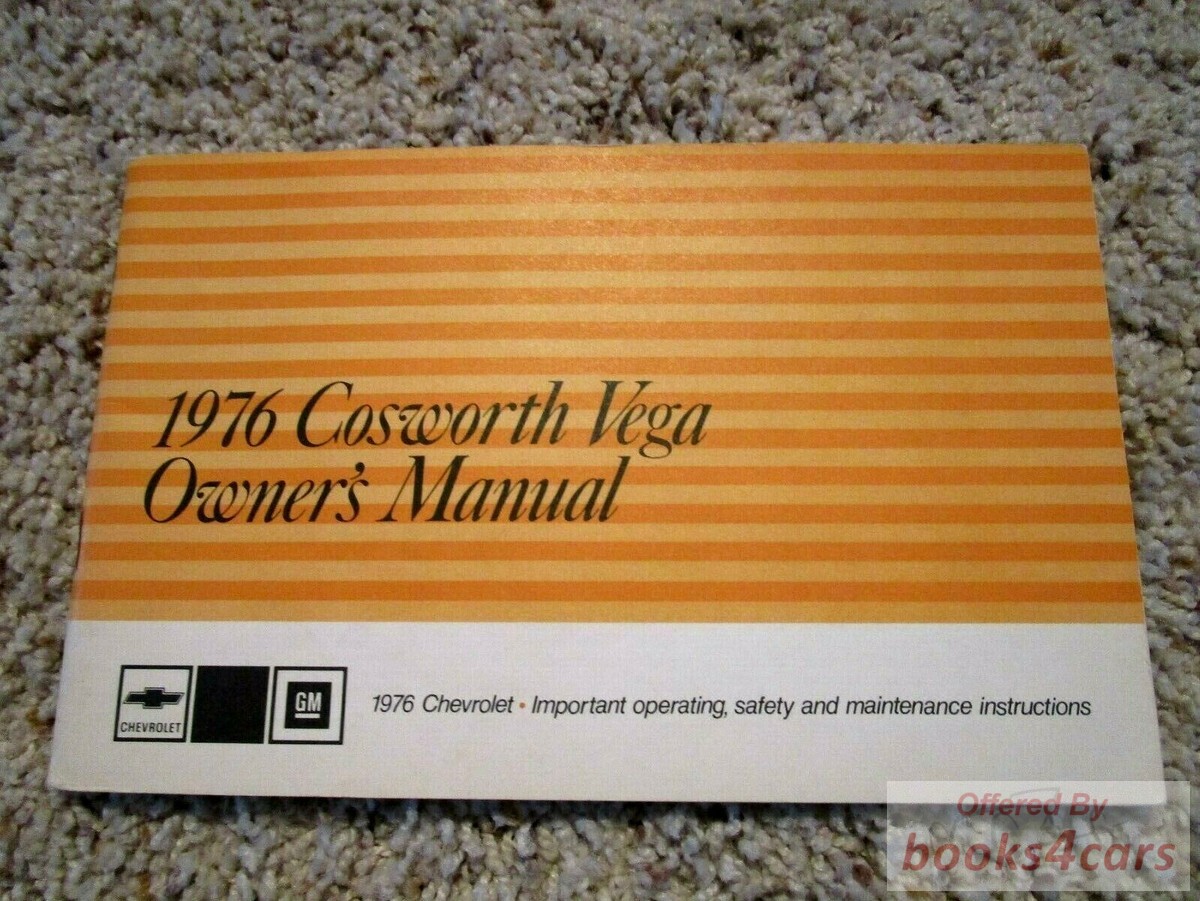 1976 Cosworth Vega
Owner's Manual
CHEVROLET
GM
1976 Chevrolet • Important operating, safety and maintenance instructions
Offered By
books4cars